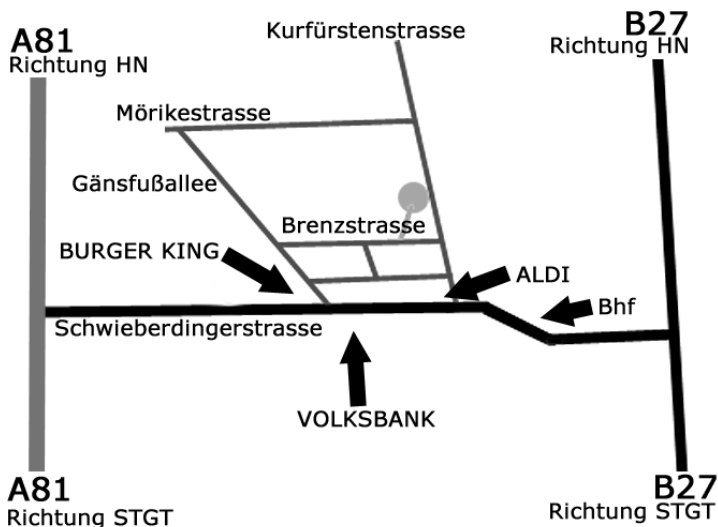 A81
Richtung HN
Kurfürstenstrasse
B27
Richtung HN
Mörikestrasse
Gänsfußallee
Brenzstrasse
BURGER KING
ALDI
Bhf
Schwieberdingerstrasse
VOLKSBANK
A81
Richtung STGT
B27
Richtung STGT